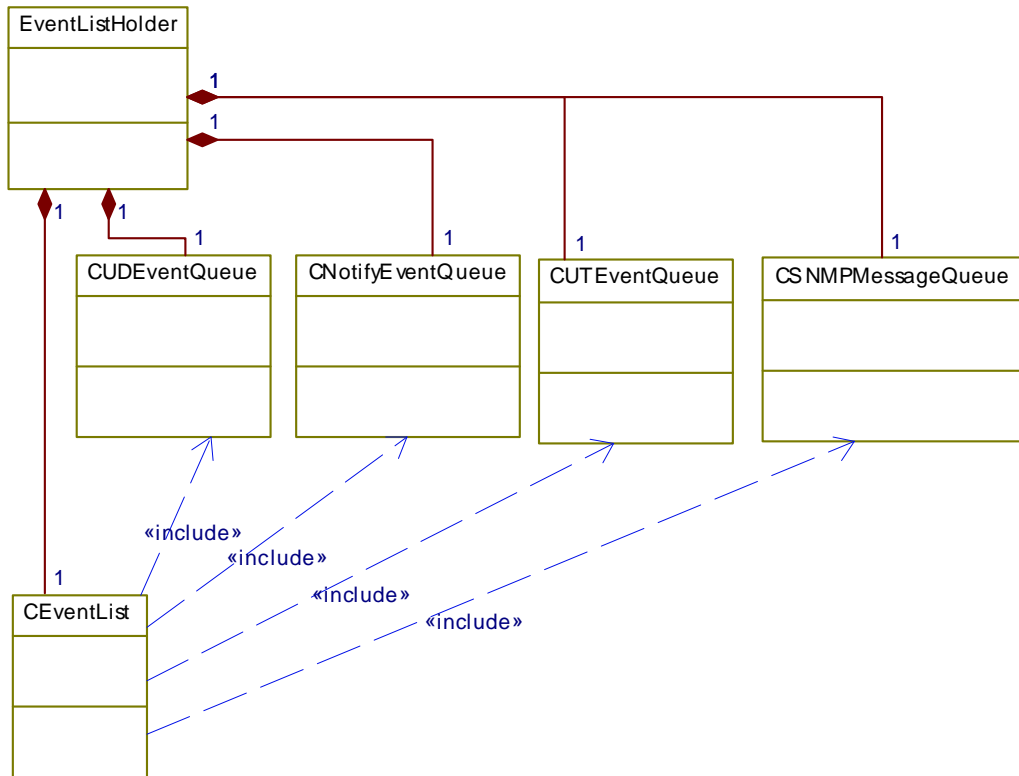 EventListHolder
1
1
1
1
1
1
1
1
CUDEventQueue
CNotifyEventQueue
CUTEventQueue
CSNMPMessageQueue
«include»
«include»
«include»
«include»
1
CEventList